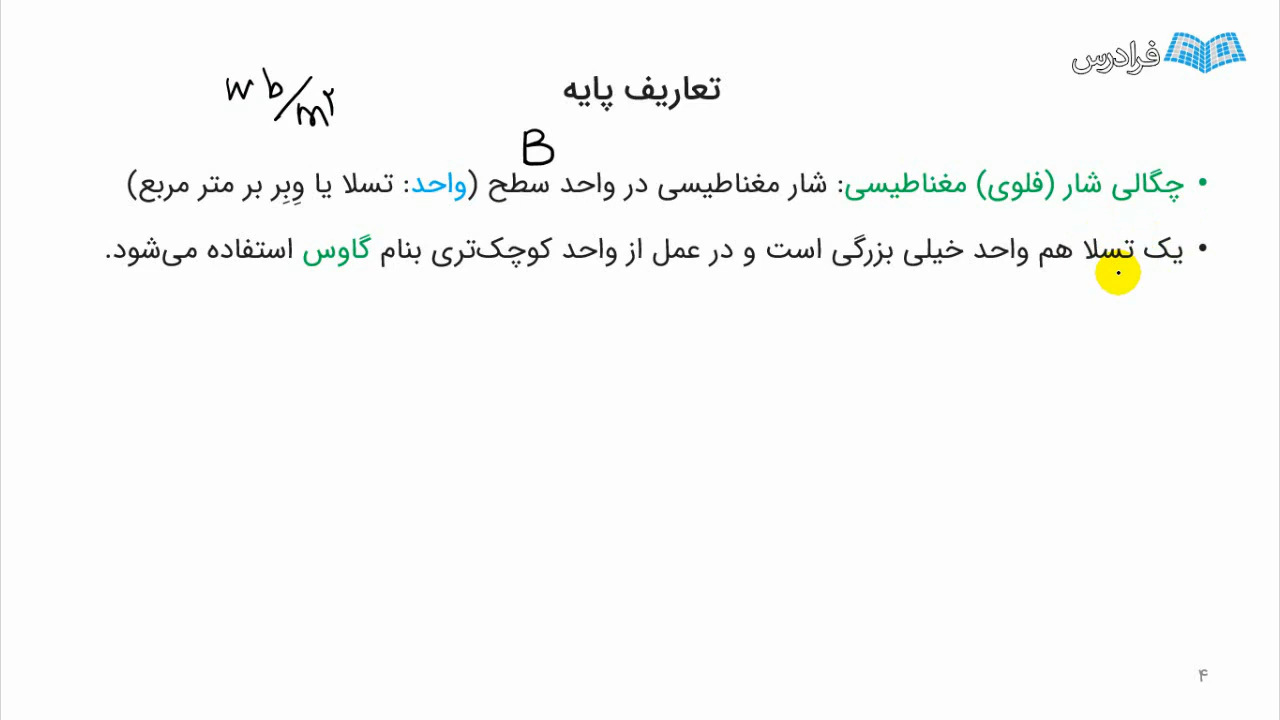 فرادرس
تعاریف پایه
wb/m²
B
• چگالی شار (فلوی) مغناطیسی: شار مغناطیسی در واحد سطح (واحد: تسلا یا وِبِر بر متر مربع)
• یک تسلا هم واحد خیلی بزرگی است و در عمل از واحد کوچک‌تری بنام گاوس استفاده می‌شود.
۴